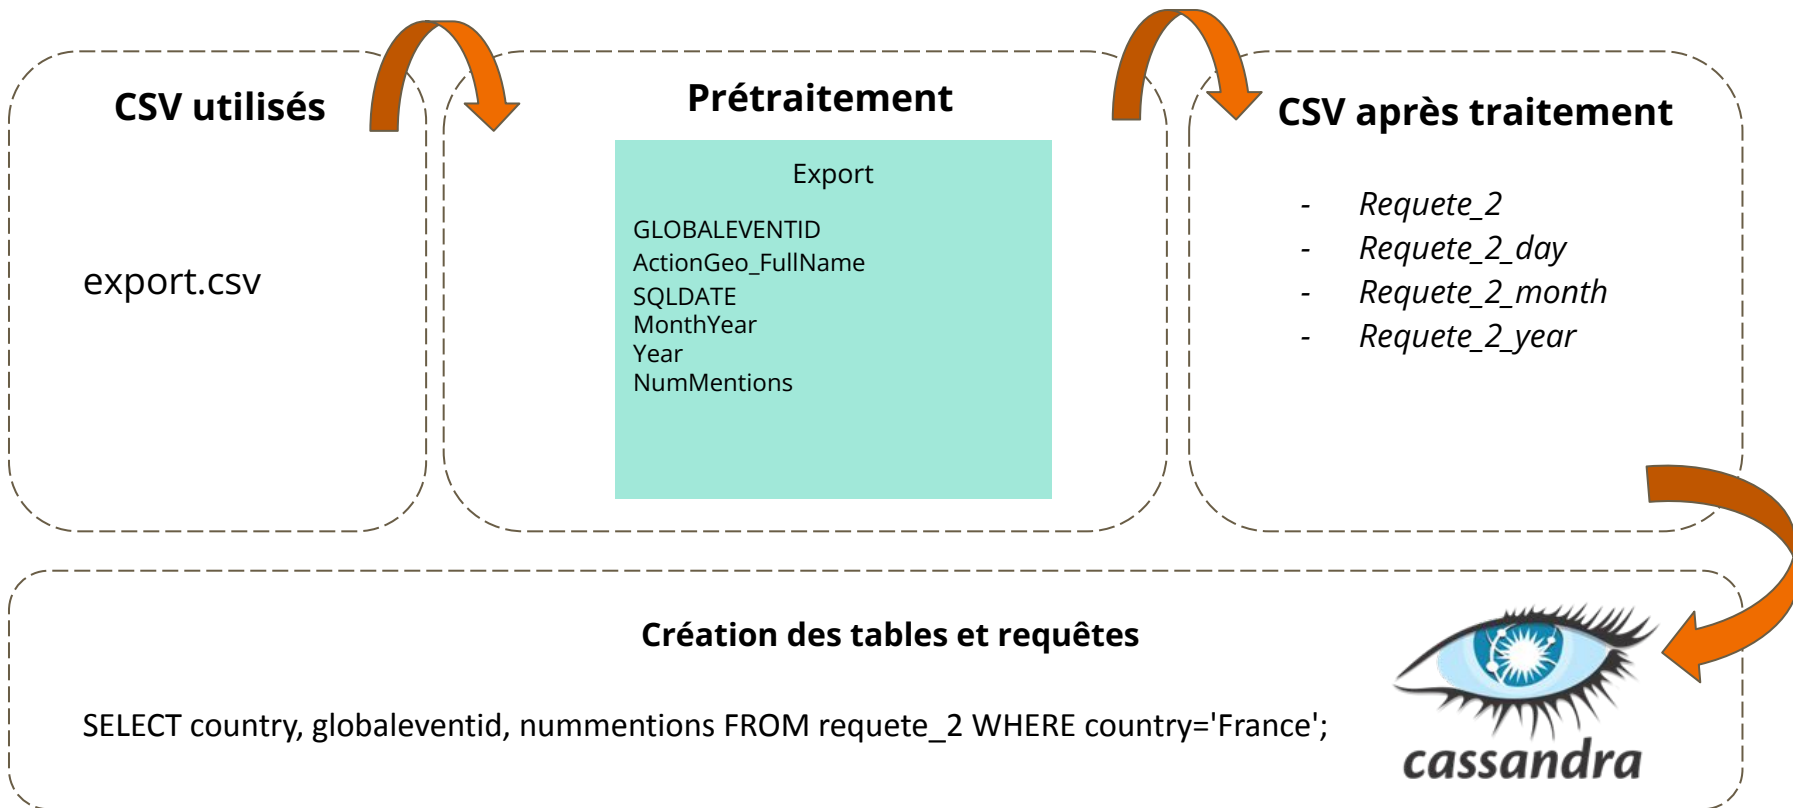 CSV utilisés
export.csv
Prétraitement
Export
GLOBALEVENTID
ActionGeo_FullName
SQLDATE
MonthYear
Year
NumMentions
CSV après traitement
- Requete_2
- Requete_2_day
- Requete_2_month
- Requete_2_year
Création des tables et requêtes
SELECT country, globaleventid, nummentions FROM requete_2 WHERE country='France';
cassandra